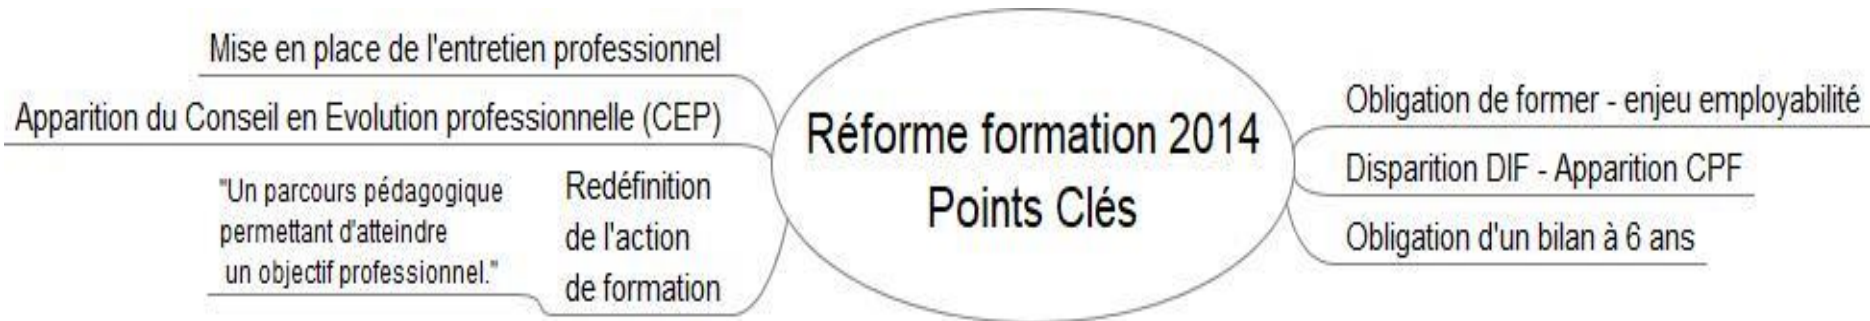 Mise en place de l'entretien professionnel
Apparition du Conseil en Evolution professionnelle (CEP)
"Un parcours pédagogique
permettant d'atteindre
un objectif professionnel."
Redéfinition
de l'action
de formation
Réforme formation 2014
Points Clés
Obligation de former - enjeu employabilité
Disparition DIF - Apparition CPF
Obligation d'un bilan à 6 ans